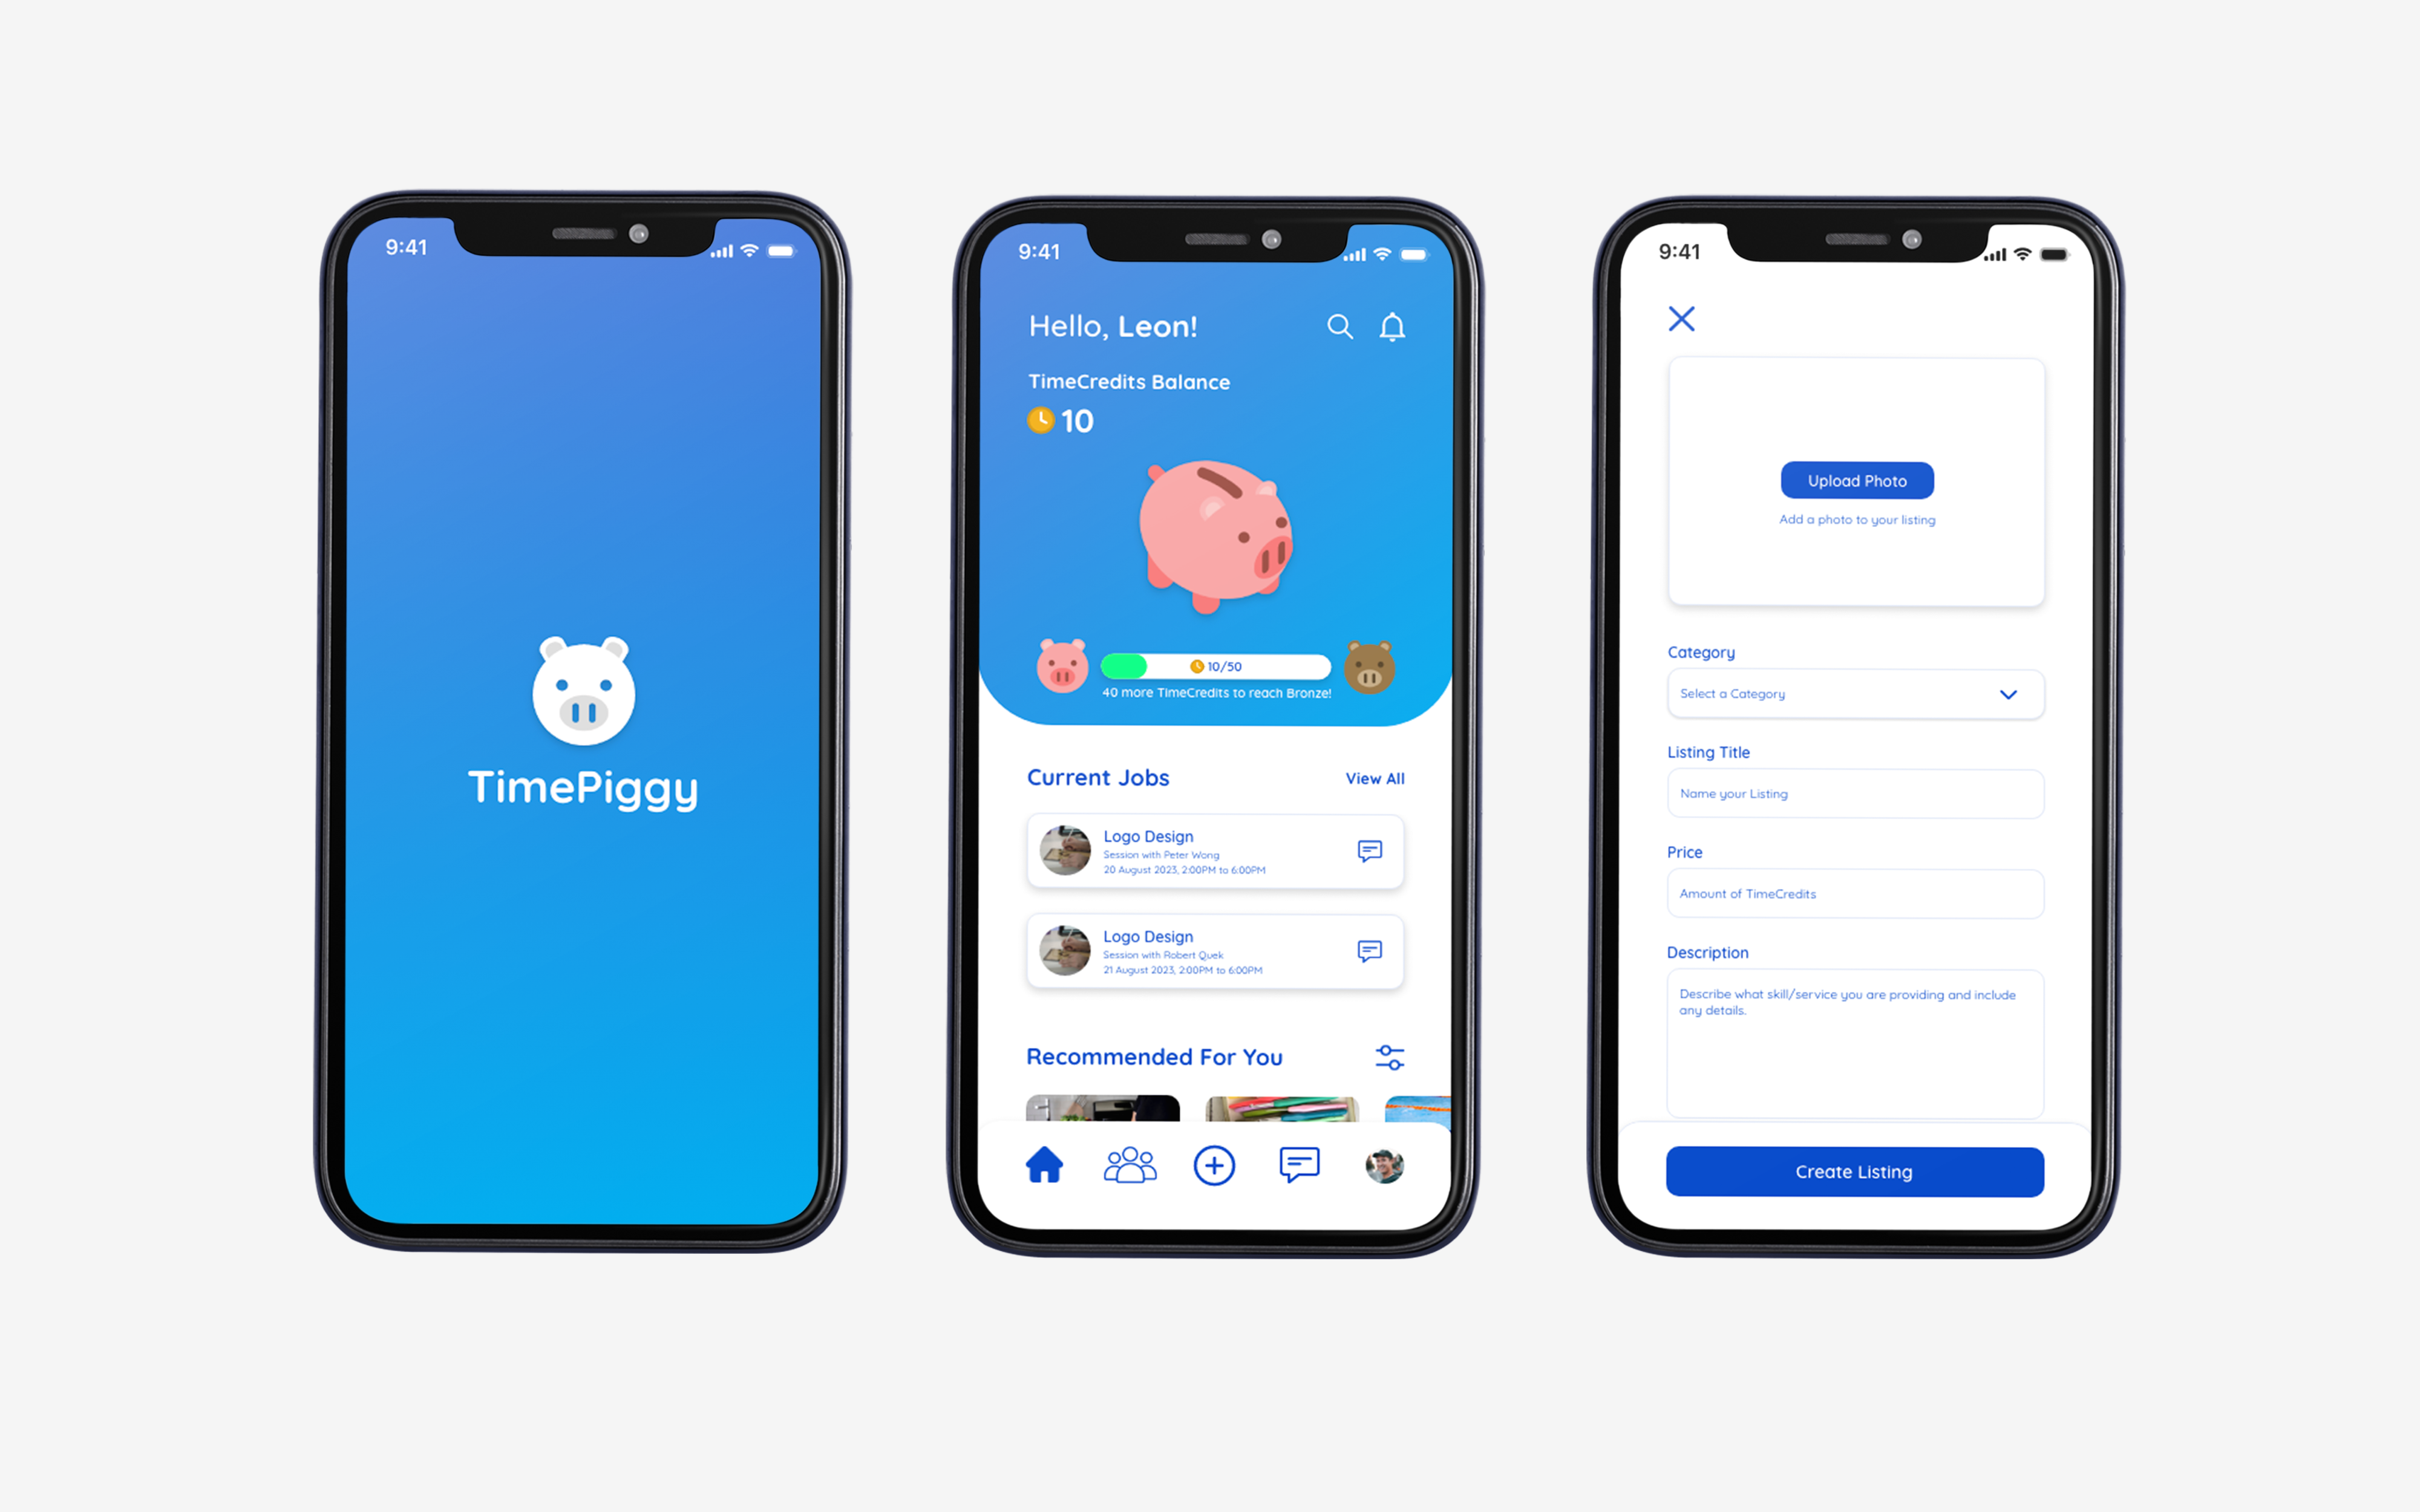 9:41
TimePiggy
9:41
Hello, Leon!
TimeCredits Balance
10
10/50
40 more TimeCredits to reach Bronze!
Current Jobs
View All
Logo Design
Session with Peter Wong
20 August 2023, 2:00PM to 6:00PM
Logo Design
Session with Robert Quek
21 August 2023, 2:00PM to 6:00PM
Recommended For You
9:41
Upload Photo
Add a photo to your listing
Category
Select a Category
Listing Title
Name your Listing
Price
Amount of TimeCredits
Description
Describe what skill/service you are providing and include
any details.
Create Listing